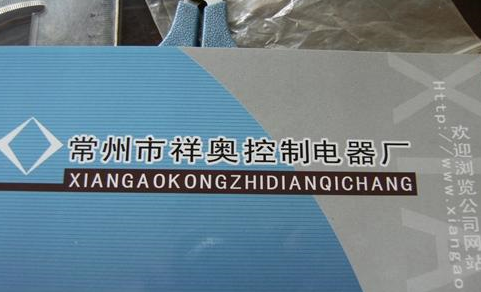 常州市祥奥控制电器厂
XIANGAOKONGZHIDIANQICHANG
欢迎浏览公司网站
Http://www.xiangao
XIA